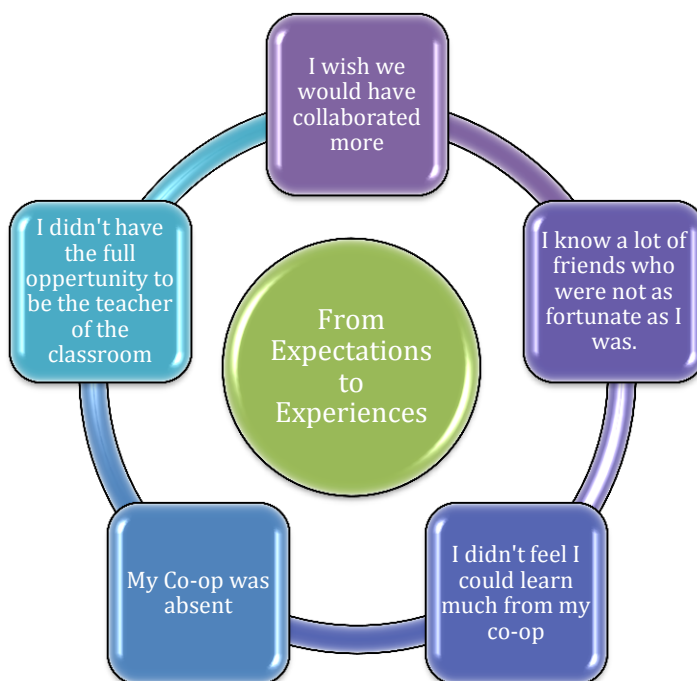 I wish we
would have
collaborated
more
I know a lot of
friends who
were not as
fortunate as I
was.
I didn't feel I
could learn
much from my
co-op
My Co-op was
absent
I didn't have
the full
oppertunity to
be the teacher
of the
classroom
From
Expectations
to
Experiences